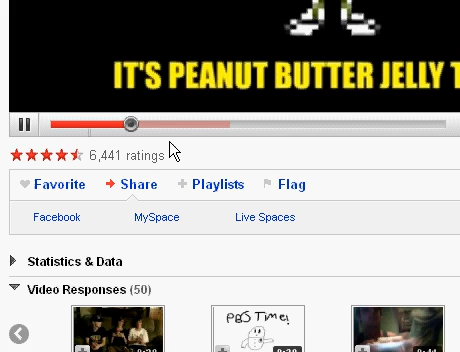 IT'S PEANUT BUTTER JELLY T
6,441 ratings
Favorite Share Playlists Flag
Facebook MySpace Live Spaces
Statistics & Data
Video Responses (50)
PBJ TIME!